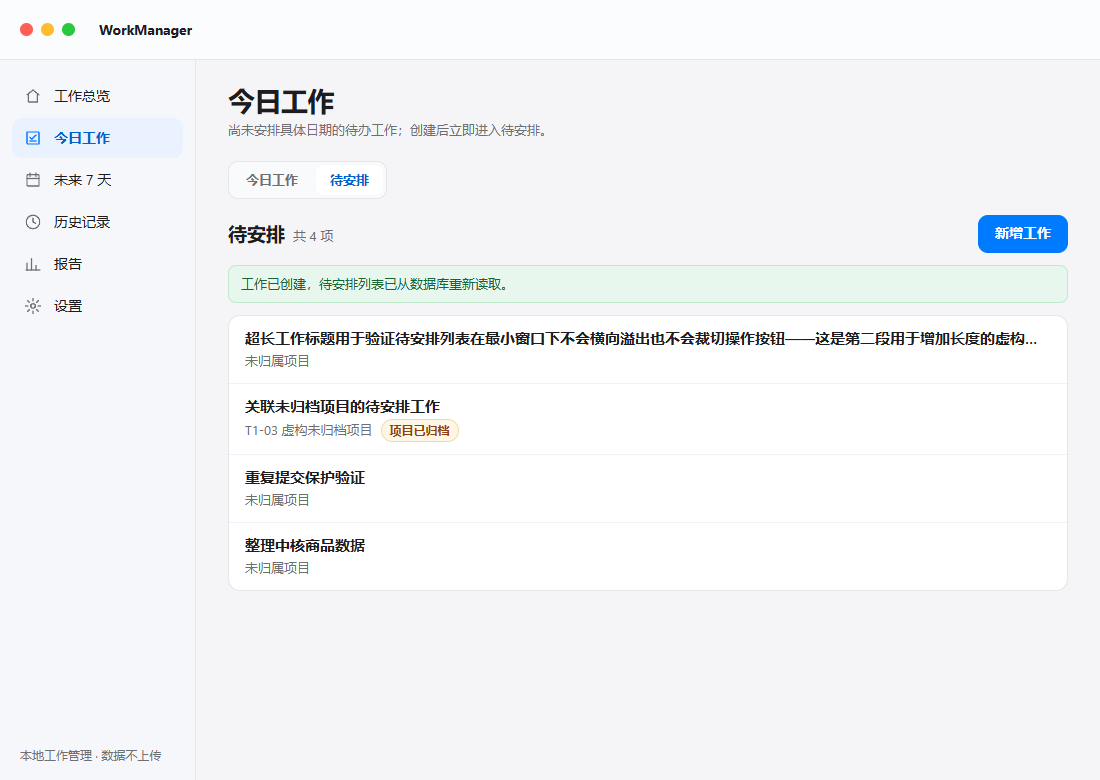 WorkManager
工作总览
今日工作
未来 7 天
历史记录
报告
设置
本地工作管理 · 数据不上传
今日工作
尚未安排具体日期的待办工作；创建后立即进入待安排。
今日工作 待安排
待安排 共 4 项
新增工作
工作已创建，待安排列表已从数据库重新读取。
超长工作标题用于验证待安排列表在最小窗口下不会横向溢出也不会裁切操作按钮——这是第二段用于增加长度的虚构...
未归属项目
关联未归档项目的待安排工作
T1-03 虚构未归档项目 项目已归档
重复提交保护验证
未归属项目
整理中核商品数据
未归属项目